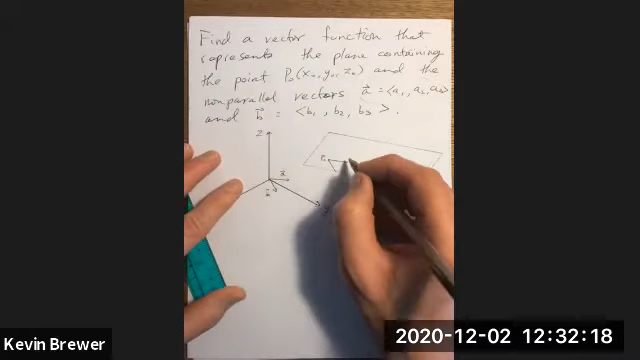 Find a vector function that
represents the plane containing
the point P₀(x₀, y₀, z₀) and the
nonparallel vectors a⃗ = <a₁, a₂, a₃>
and b⃗ = <b₁, b₂, b₃>.
z
P₀
a⃗
b⃗
y
Kevin Brewer
2020-12-02 12:32:18